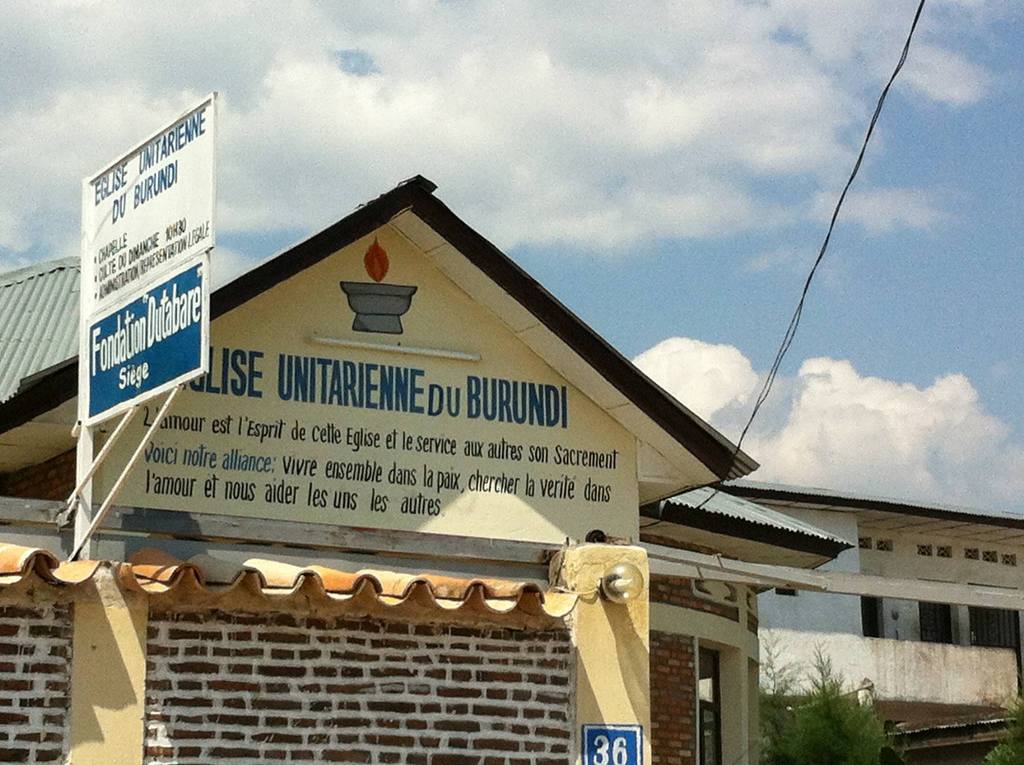 EGLISE UNITARIENNE
DU BURUNDI
• CHAPELLE
• CULTE DU DIMANCHE 10H30
• ADMINISTRATION/REPRESENTATION LEGALE
Fondation "Dutabarane"
Siège
EGLISE UNITARIENNE DU BURUNDI
L'amour est l'Esprit de cette Eglise et le service aux autres son Sacrement
Voici notre alliance: Vivre ensemble dans la paix, chercher la verité dans
l'amour et nous aider les uns les autres.
36